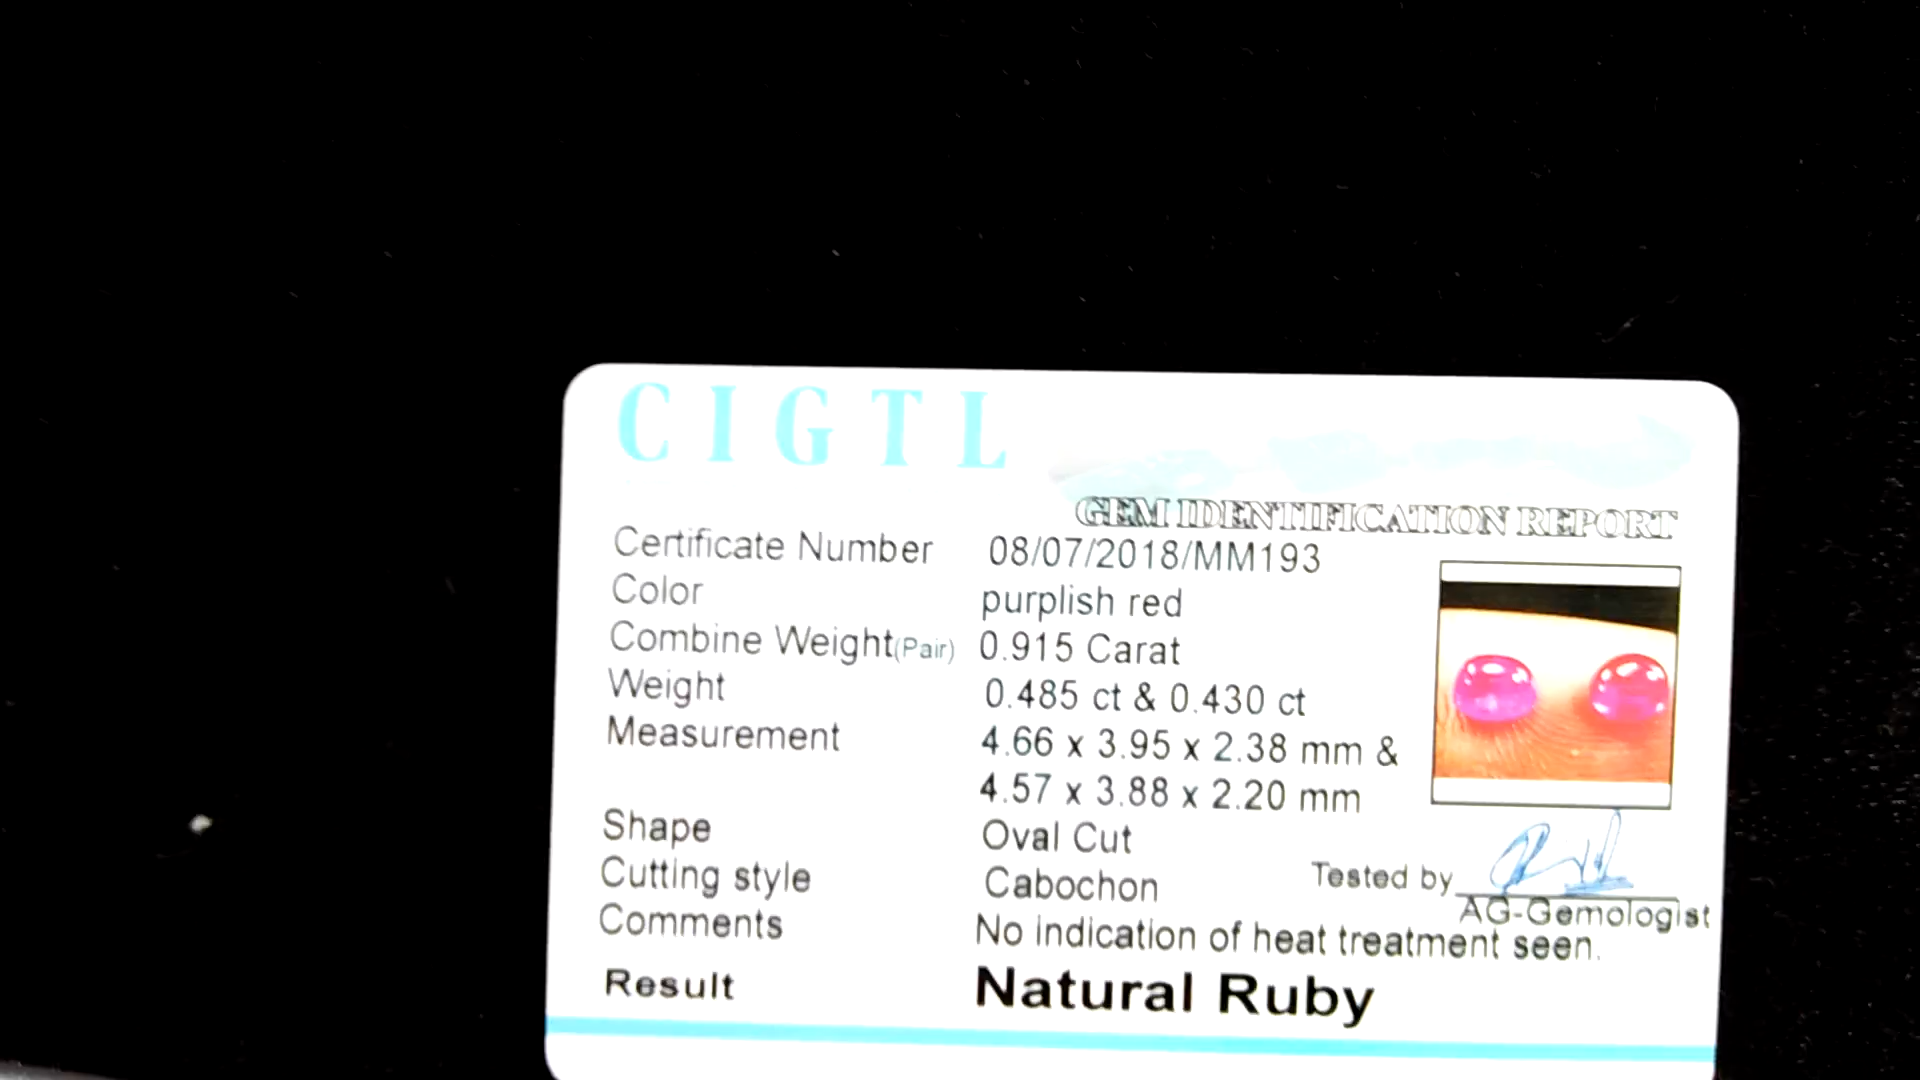 CIGTL
GEM IDENTIFICATION REPORT
Certificate Number 08/07/2018/MM193
Color purplish red
Combine Weight(Pair) 0.915 Carat
Weight 0.485 ct & 0.430 ct
Measurement 4.66 x 3.95 x 2.38 mm &
4.57 x 3.88 x 2.20 mm
Shape Oval Cut
Cutting style Cabochon
Tested by
AG-Gemologist
Comments No indication of heat treatment seen.
Result Natural Ruby